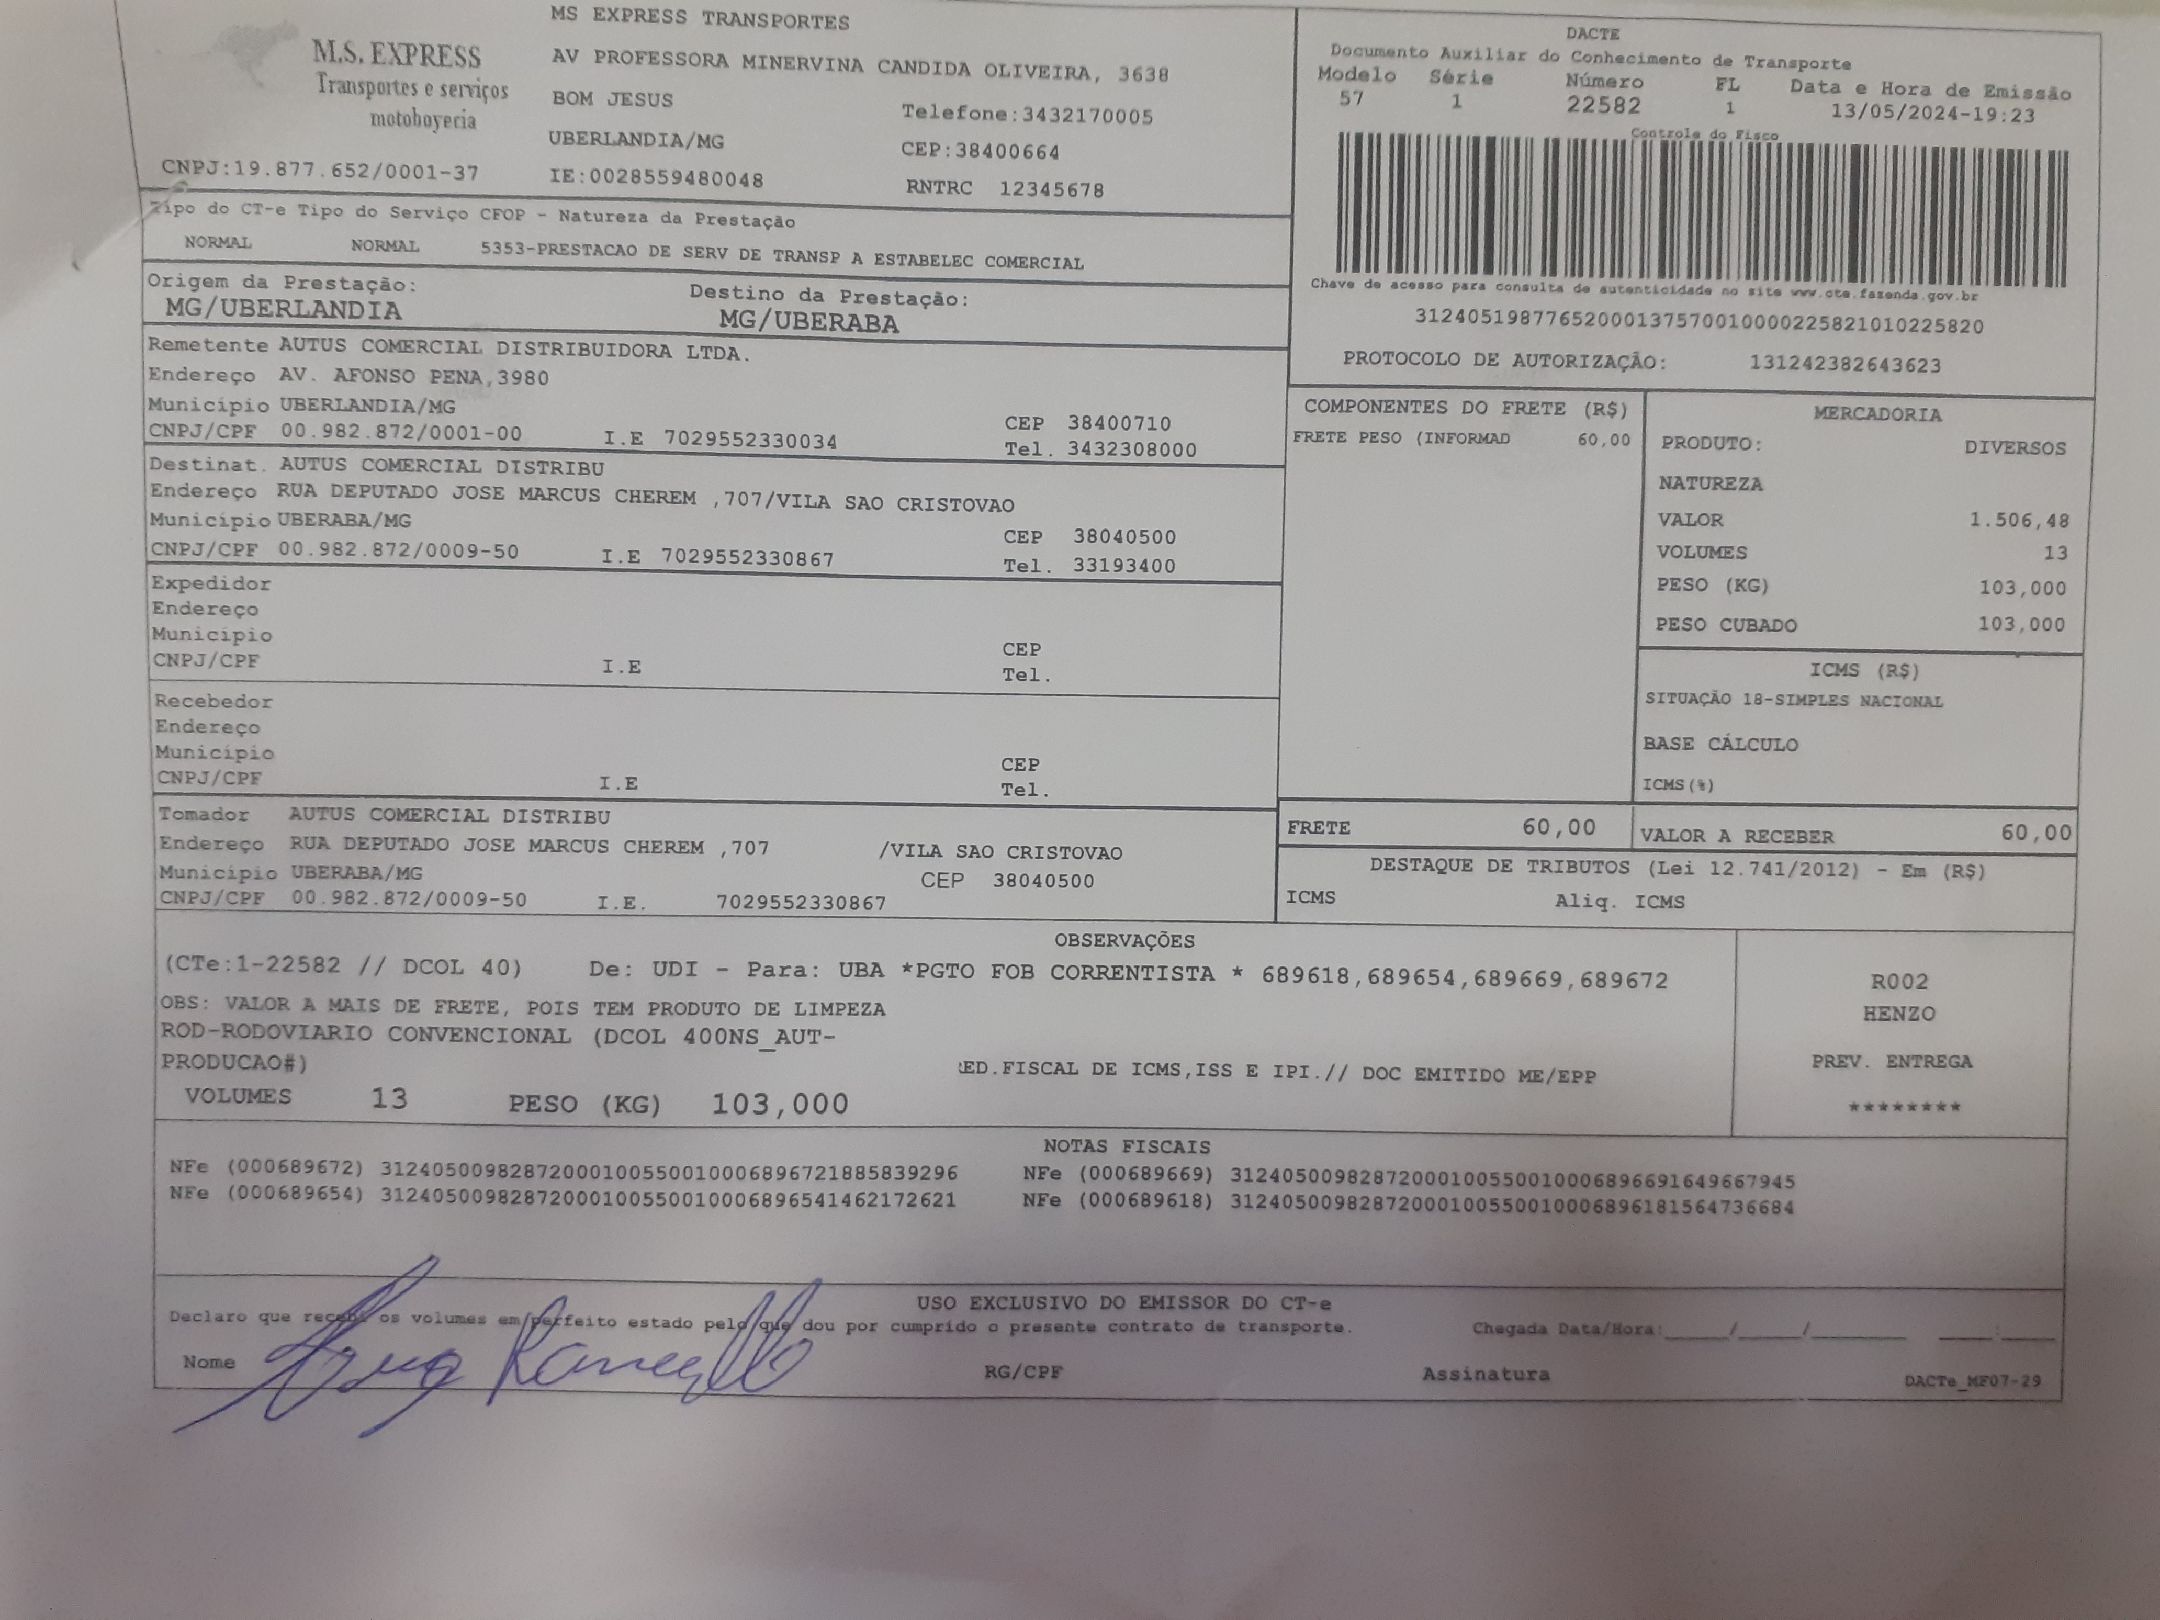 M.S. EXPRESS
Transportes e serviços
motoboyeria
CNPJ:19.877.652/0001-37
MS EXPRESS TRANSPORTES
AV PROFESSORA MINERVINA CANDIDA OLIVEIRA, 3638
BOM JESUS
Telefone:3432170005
UBERLANDIA/MG
CEP:38400664
IE:0028559480048
RNTRC 12345678
DACTE
Documento Auxiliar do Conhecimento de Transporte
Modelo Série Número FL Data e Hora de Emissão
57 1 22582 1 13/05/2024-19:23
Controle do Fisco
Chave de acesso para consulta de autenticidade no site www.cte.fazenda.gov.br
31240519877652000137570010000225821010225820
PROTOCOLO DE AUTORIZAÇÃO: 131242382643623
Tipo do CT-e Tipo do Serviço CFOP - Natureza da Prestação
NORMAL NORMAL 5353-PRESTACAO DE SERV DE TRANSP A ESTABELEC COMERCIAL
Origem da Prestação: Destino da Prestação:
MG/UBERLANDIA MG/UBERABA
Remetente AUTUS COMERCIAL DISTRIBUIDORA LTDA.
Endereço AV. AFONSO PENA,3980
Município UBERLANDIA/MG CEP 38400710
CNPJ/CPF 00.982.872/0001-00 I.E 7029552330034 Tel. 3432308000
Destinat. AUTUS COMERCIAL DISTRIBU
Endereço RUA DEPUTADO JOSE MARCUS CHEREM ,707/VILA SAO CRISTOVAO
Município UBERABA/MG CEP 38040500
CNPJ/CPF 00.982.872/0009-50 I.E 7029552330867 Tel. 33193400
Expedidor
Endereço
Município CEP
CNPJ/CPF I.E Tel.
Recebedor
Endereço
Município CEP
CNPJ/CPF I.E Tel.
Tomador AUTUS COMERCIAL DISTRIBU
Endereço RUA DEPUTADO JOSE MARCUS CHEREM ,707 /VILA SAO CRISTOVAO
Município UBERABA/MG CEP 38040500
CNPJ/CPF 00.982.872/0009-50 I.E. 7029552330867
COMPONENTES DO FRETE (R$)
FRETE PESO (INFORMAD 60,00
MERCADORIA
PRODUTO: DIVERSOS
NATUREZA
VALOR 1.506,48
VOLUMES 13
PESO (KG) 103,000
PESO CUBADO 103,000
ICMS (R$)
SITUAÇÃO 18-SIMPLES NACIONAL
BASE CÁLCULO
ICMS(%)
FRETE 60,00 VALOR A RECEBER 60,00
DESTAQUE DE TRIBUTOS (Lei 12.741/2012) - Em (R$)
ICMS Aliq. ICMS
OBSERVAÇÕES
(CTe:1-22582 // DCOL 40) De: UDI - Para: UBA *PGTO FOB CORRENTISTA * 689618,689654,689669,689672
OBS: VALOR A MAIS DE FRETE, POIS TEM PRODUTO DE LIMPEZA
ROD-RODOVIARIO CONVENCIONAL (DCOL 400NS_AUT-
PRODUCAO#) ED.FISCAL DE ICMS,ISS E IPI.// DOC EMITIDO ME/EPP
VOLUMES 13 PESO (KG) 103,000
R002
HENZO
PREV. ENTREGA
********
NOTAS FISCAIS
NFe (000689672) 31240500982872000100550010006896721885839296 NFe (000689669) 31240500982872000100550010006896691649667945
NFe (000689654) 31240500982872000100550010006896541462172621 NFe (000689618) 31240500982872000100550010006896181564736684
USO EXCLUSIVO DO EMISSOR DO CT-e
Declaro que recebi os volumes em perfeito estado pelo que dou por cumprido o presente contrato de transporte. Chegada Data/Hora:_____/_____/________ _____:_____
Nome RG/CPF Assinatura DACTe_MF07-29